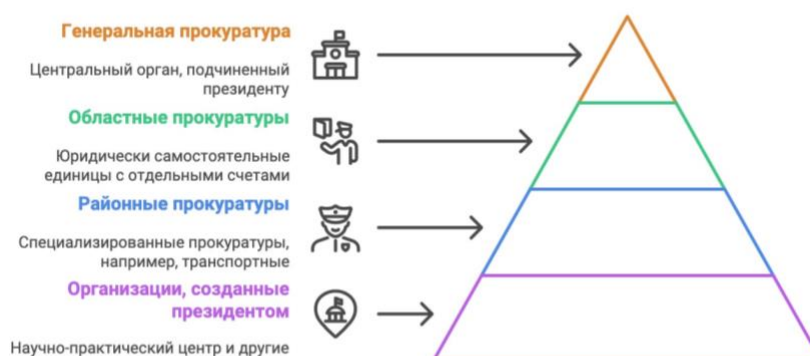 Генеральная прокуратура
Центральный орган, подчиненный
президенту
Областные прокуратуры
Юридически самостоятельные
единицы с отдельными счетами
Районные прокуратуры
Специализированные прокуратуры,
например, транспортные
Организации, созданные
президентом
Научно-практический центр и другие